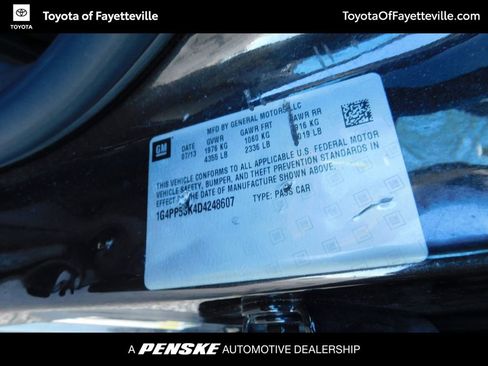 Toyota of Fayetteville
ToyotaOfFayetteville.com
TOYOTA
GM
MFD BY GENERAL MOTORS LLC
DATE GVWR GAWR FRT GAWR RR
07/13 1976 KG 1060 KG 916 KG
4355 LB 2336 LB 2019 LB
THIS VEHICLE CONFORMS TO ALL APPLICABLE U.S. FEDERAL MOTOR
VEHICLE SAFETY, BUMPER, AND THEFT PREVENTION STANDARDS IN
EFFECT ON THE DATE OF MANUFACTURE SHOWN ABOVE.
1G4PP5SK4D4248607 TYPE: PASS CAR
A PENSKE AUTOMOTIVE DEALERSHIP